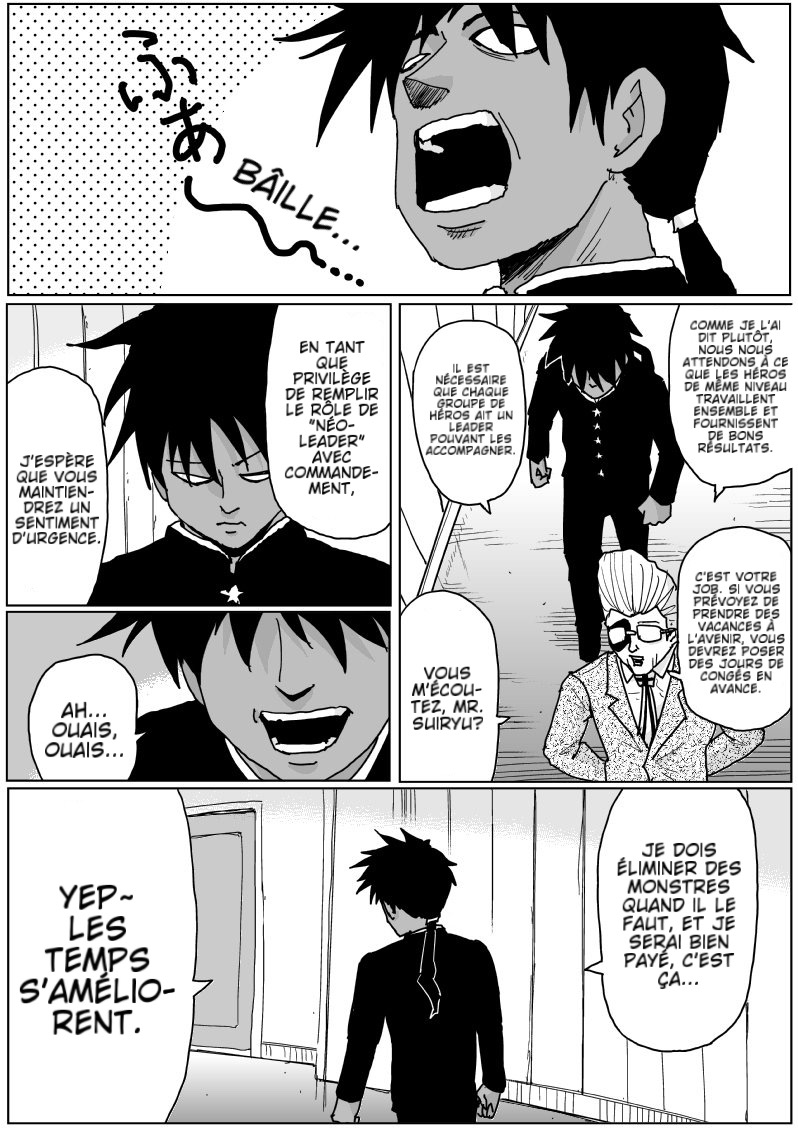 ふぁ
BÂILLE...
COMME JE L'AI
DIT PLUTÔT,
NOUS NOUS
ATTENDONS À CE
QUE LES HÉROS
DE MÊME NIVEAU
TRAVAILLENT
ENSEMBLE ET
FOURNISSENT
DE BONS
RÉSULTATS.
IL EST
NÉCESSAIRE
QUE CHAQUE
GROUPE DE
HÉROS AIT UN
LEADER
POUVANT LES
ACCOMPAGNER.
C'EST VOTRE
JOB. SI VOUS
PRÉVOYEZ DE
PRENDRE DES
VACANCES À
L'AVENIR, VOUS
DEVREZ POSER
DES JOURS DE
CONGÉS EN
AVANCE.
VOUS
M'ÉCOU-
TEZ, MR.
SUIRYU?
EN TANT
QUE
PRIVILÈGE
DE REMPLIR
LE RÔLE DE
"NÉO-
LEADER"
AVEC
COMMANDE-
MENT,
J'ESPÈRE
QUE VOUS
MAINTIEN-
DREZ UN
SENTIMENT
D'URGENCE.
AH...
OUAIS,
OUAIS...
JE DOIS
ÉLIMINER DES
MONSTRES
QUAND IL LE
FAUT, ET JE
SERAI BIEN
PAYÉ, C'EST
ÇA...
YEP~
LES
TEMPS
S'AMÉLIO-
RENT.